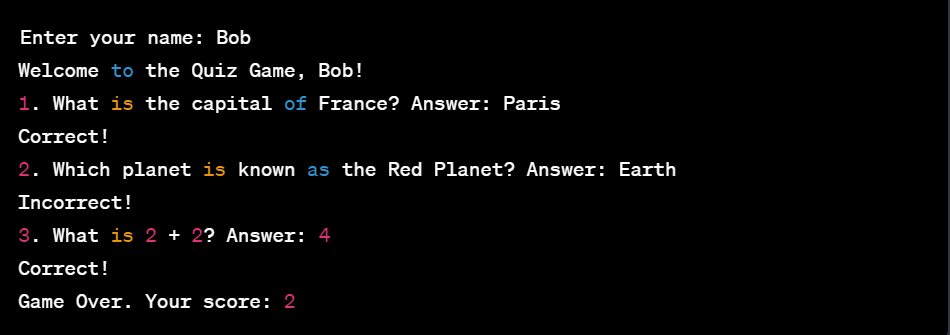 Enter your name: Bob
Welcome to the Quiz Game, Bob!
1. What is the capital of France? Answer: Paris
Correct!
2. Which planet is known as the Red Planet? Answer: Earth
Incorrect!
3. What is 2 + 2? Answer: 4
Correct!
Game Over. Your score: 2